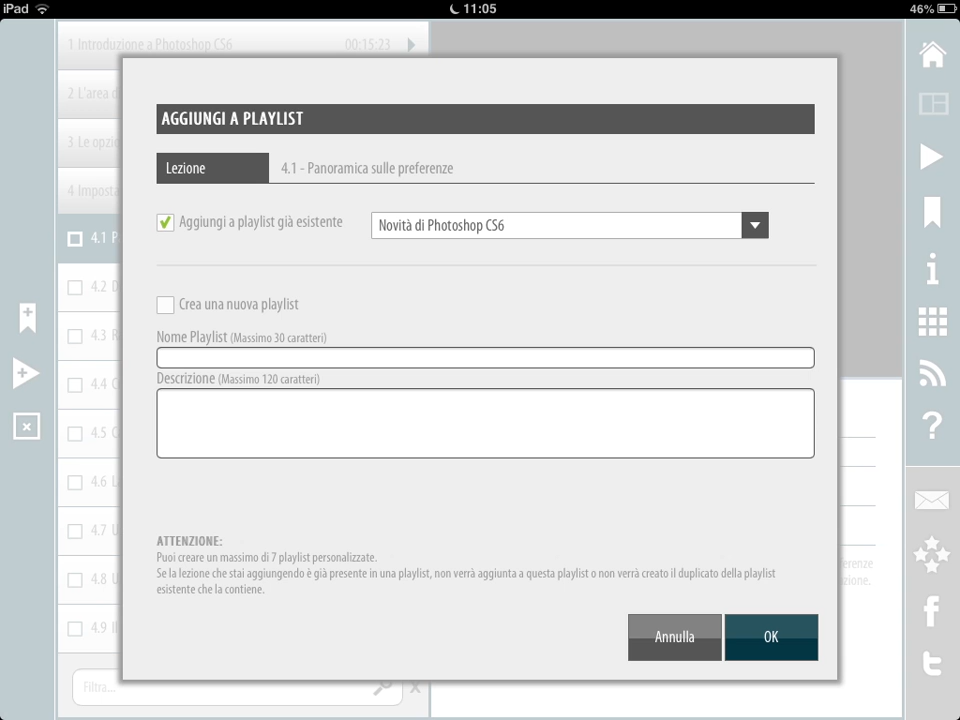 iPad
11:05
46%
1 Introduzione a Photoshop CS6 00:15:23
2 L'area d
3 Le opzio
4 Imposta
4.1 P
4.2 D
4.3 R
4.4 C
4.5 C
4.6 L
4.7 U
4.8 U
4.9 Il
Filtra...
X
AGGIUNGI A PLAYLIST
Lezione 4.1 - Panoramica sulle preferenze
Aggiungi a playlist già esistente Novità di Photoshop CS6
Crea una nuova playlist
Nome Playlist (Massimo 30 caratteri)
Descrizione (Massimo 120 caratteri)
ATTENZIONE:
Puoi creare un massimo di 7 playlist personalizzate.
Se la lezione che stai aggiungendo è già presente in una playlist, non verrà aggiunta a questa playlist o non verrà creato il duplicato della playlist
esistente che la contiene.
Annulla OK
erenze
zione.